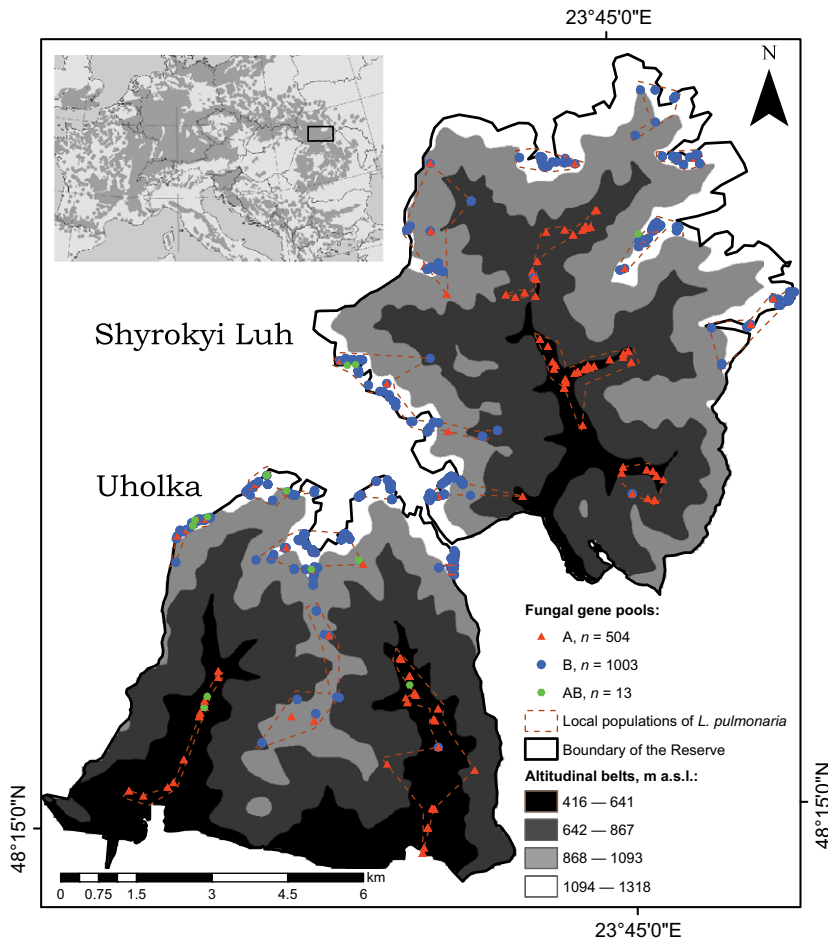 23°45'0"E
N
Shyrokyi Luh
Uholka
Fungal gene pools:
A, n = 504
B, n = 1003
AB, n = 13
Local populations of L. pulmonaria
Boundary of the Reserve
Altitudinal belts, m a.s.l.:
416 — 641
642 — 867
868 — 1093
1094 — 1318
48°15'0"N
48°15'0"N
km
0 0.75 1.5 3 4.5 6
23°45'0"E